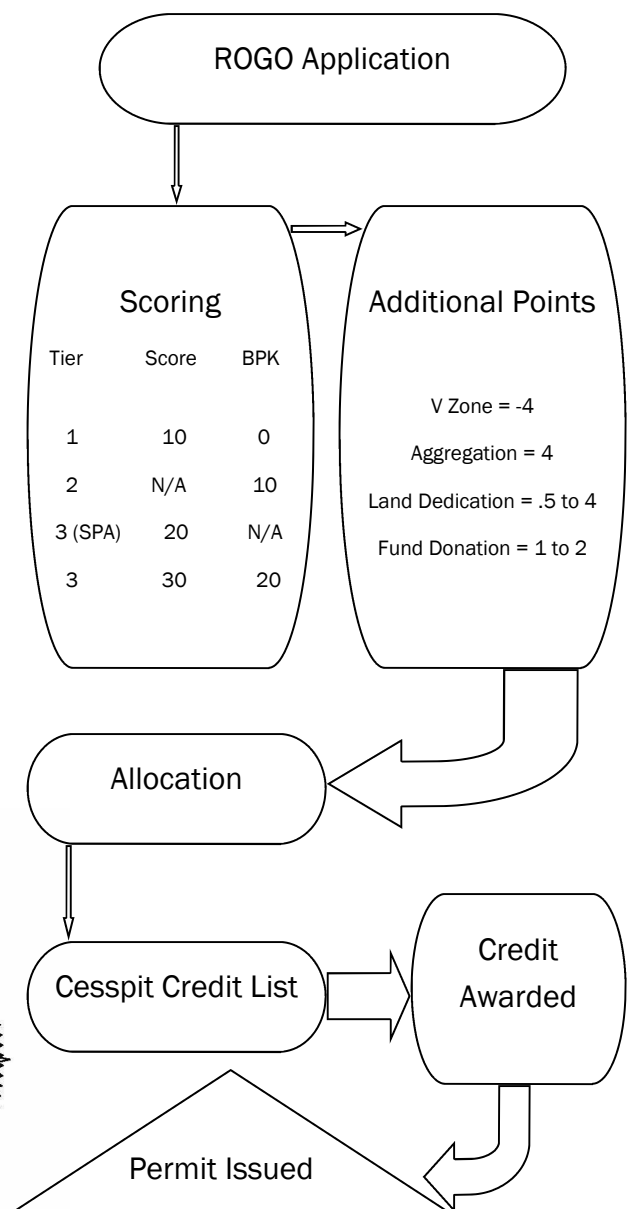 ROGO Application
Scoring
Tier Score BPK
1 10 0
2 N/A 10
3 (SPA) 20 N/A
3 30 20
Additional Points
V Zone = -4
Aggregation = 4
Land Dedication = .5 to 4
Fund Donation = 1 to 2
Allocation
Cesspit Credit List
Credit
Awarded
Permit Issued